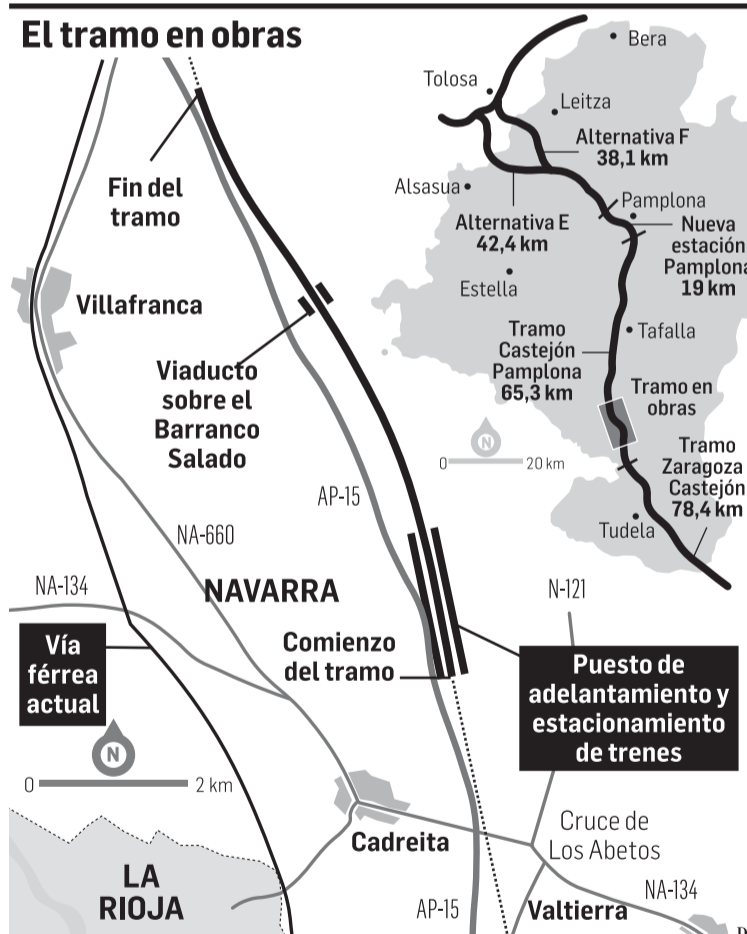 El tramo en obras
Fin del
tramo
Villafranca
Viaducto
sobre el
Barranco
Salado
AP-15
NA-660
NA-134
NAVARRA
Vía
férrea
actual
Comienzo
del tramo
N-121
Puesto de
adelantamiento y
estacionamiento
de trenes
N
0 2 km
Cadreita
Cruce de
Los Abetos
LA
RIOJA
AP-15
Valtierra
NA-134
Bera
Tolosa
Leitza
Alternativa F
38,1 km
Alsasua
Pamplona
Alternativa E
42,4 km
Nueva
estación
Pamplona
19 km
Estella
Tramo
Castejón
Pamplona
65,3 km
Tafalla
Tramo en
obras
N
0 20 km
Tramo
Zaragoza
Castejón
78,4 km
Tudela